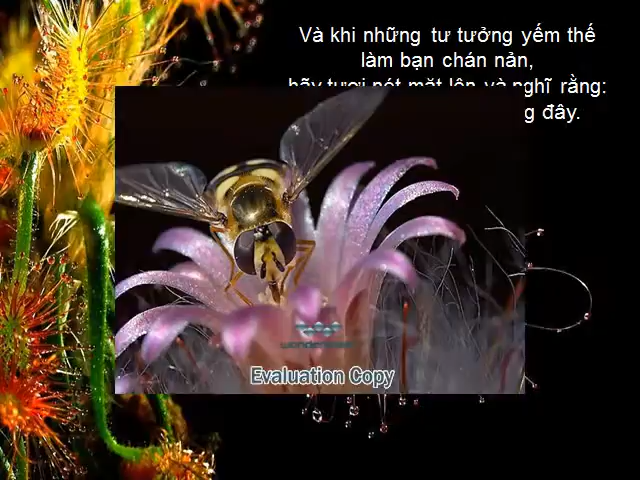 Và khi những tư tưởng yếm thế
làm bạn chán nản,
hãy tươi nét mặt lên và nghĩ rằng:
g đây.
Evaluation Copy